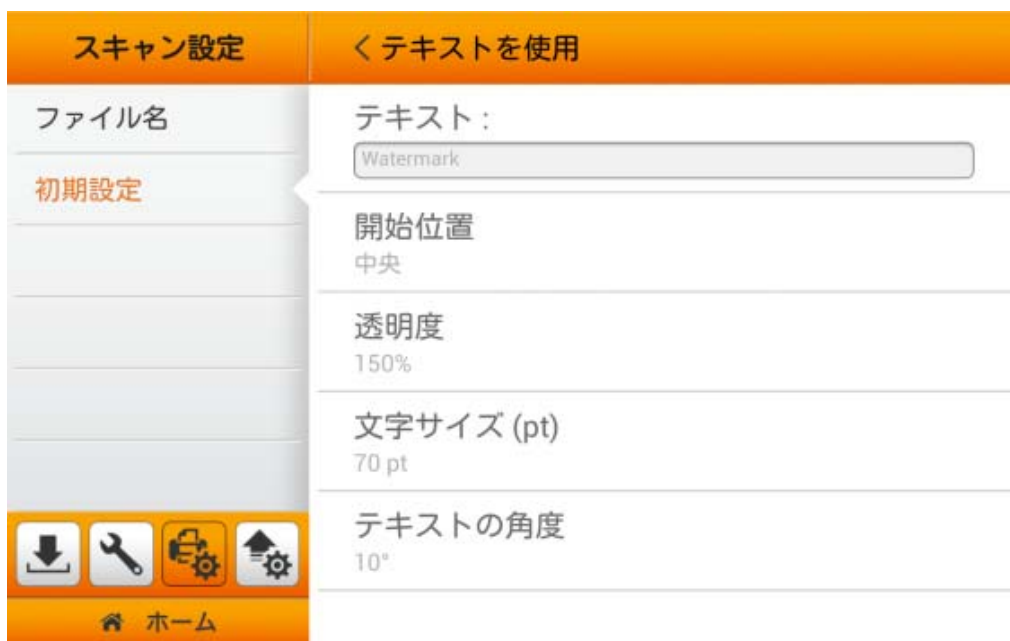 スキャン設定
< テキストを使用
ファイル名
初期設定
テキスト :
Watermark
開始位置
中央
透明度
150%
文字サイズ (pt)
70 pt
テキストの角度
10°
ホーム